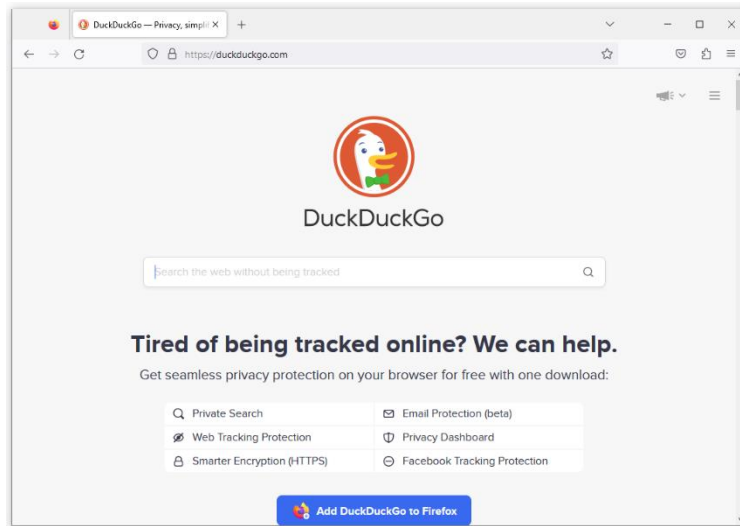 DuckDuckGo — Privacy, simpli
https://duckduckgo.com
DuckDuckGo
Search the web without being tracked
Tired of being tracked online? We can help.
Get seamless privacy protection on your browser for free with one download:
Private Search
Email Protection (beta)
Web Tracking Protection
Privacy Dashboard
Smarter Encryption (HTTPS)
Facebook Tracking Protection
Add DuckDuckGo to Firefox